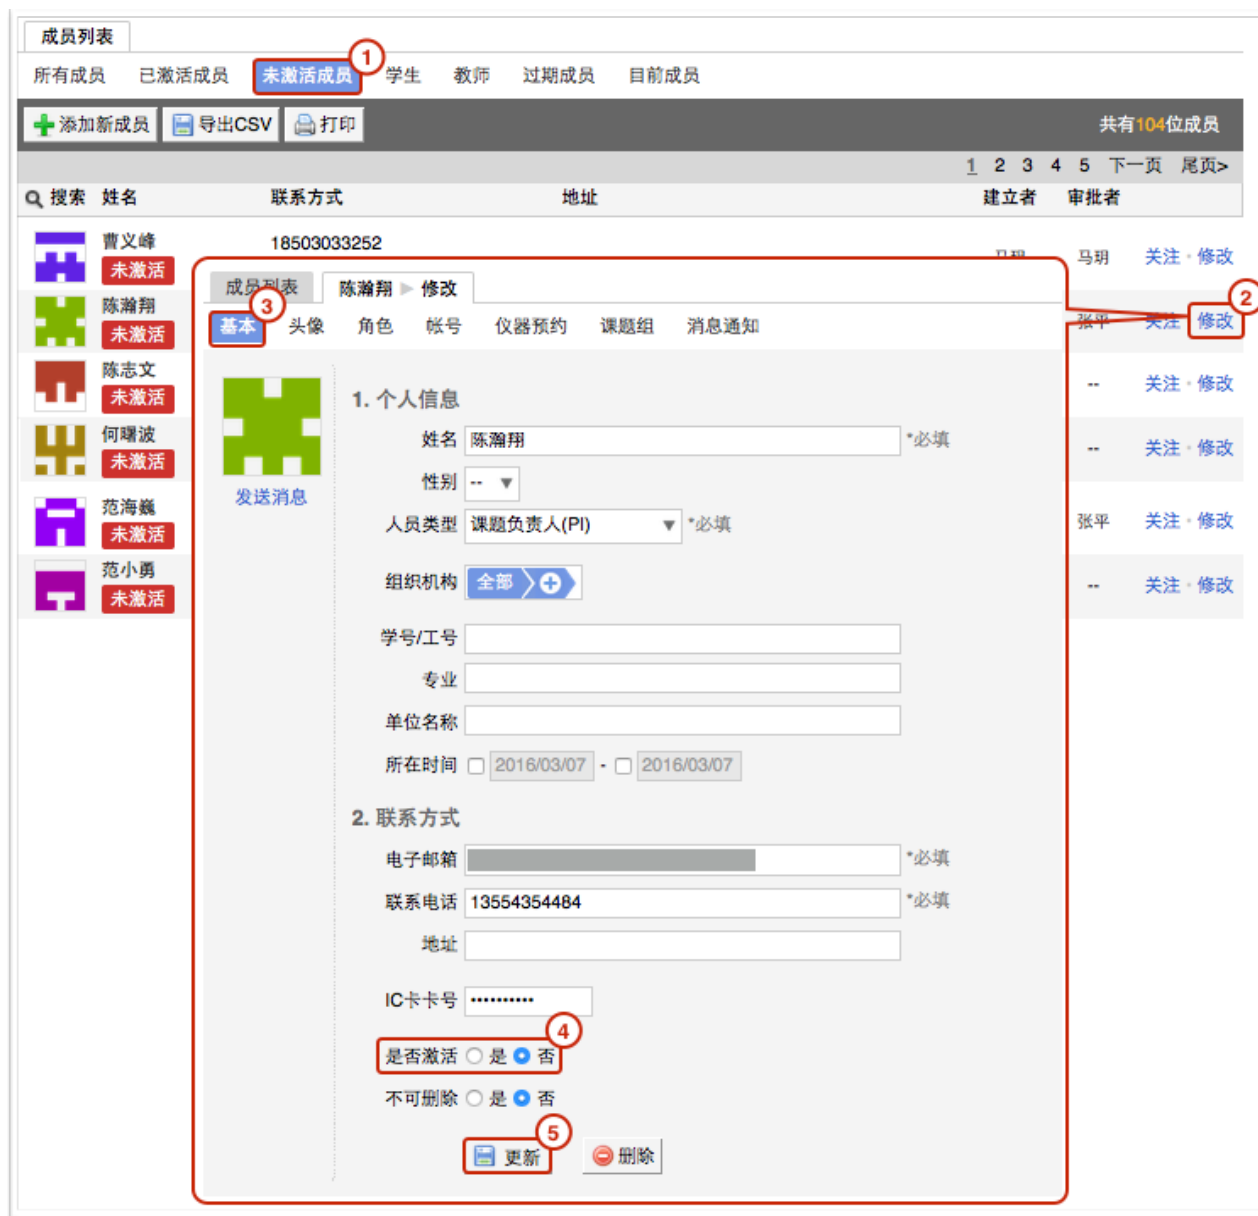 成员列表
所有成员 已激活成员 未激活成员 ① 学生 教师 过期成员 目前成员
添加新成员 导出CSV 打印 共有104位成员
1 2 3 4 5 下一页 尾页>
搜索 姓名 联系方式 地址 建立者 审批者
曹义峰 18503033252
未激活 马玥 关注 · 修改
成员列表 陈瀚翔 ▶ 修改
陈瀚翔
未激活 张平 关注 · 修改 ②
基本 ③ 头像 角色 帐号 仪器预约 课题组 消息通知
陈志文
未激活 -- 关注 · 修改
何曙波
未激活 -- 关注 · 修改
范海巍
未激活 张平 关注 · 修改
范小勇
未激活 -- 关注 · 修改
发送消息
1. 个人信息
姓名 陈瀚翔 *必填
性别 -- ▼
人员类型 课题负责人(PI) ▼ *必填
组织机构 全部
学号/工号
专业
单位名称
所在时间 2016/03/07 - 2016/03/07
2. 联系方式
电子邮箱 *必填
联系电话 13554354484 *必填
地址
IC卡卡号 ••••••••••
是否激活 是 否 ④
不可删除 是 否
更新 ⑤ 删除